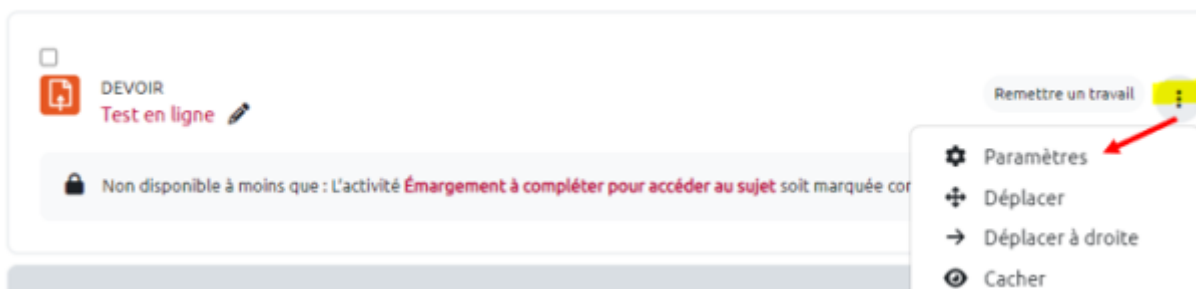 DEVOIR
Test en ligne
Remettre un travail
Non disponible à moins que : L'activité Émargement à compléter pour accéder au sujet soit marquée
Paramètres
Déplacer
Déplacer à droite
Cacher